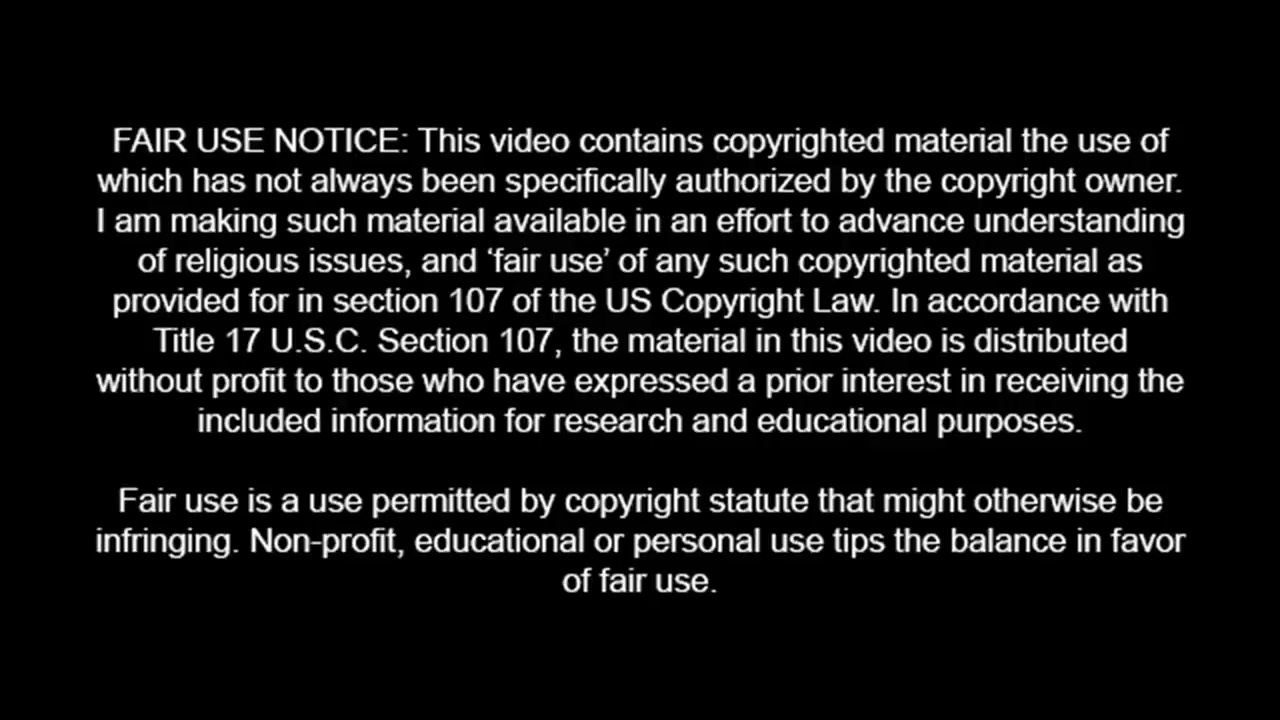 FAIR USE NOTICE: This video contains copyrighted material the use of
which has not always been specifically authorized by the copyright owner.
I am making such material available in an effort to advance understanding
of religious issues, and ‘fair use’ of any such copyrighted material as
provided for in section 107 of the US Copyright Law. In accordance with
Title 17 U.S.C. Section 107, the material in this video is distributed
without profit to those who have expressed a prior interest in receiving the
included information for research and educational purposes.
Fair use is a use permitted by copyright statute that might otherwise be
infringing. Non-profit, educational or personal use tips the balance in favor
of fair use.